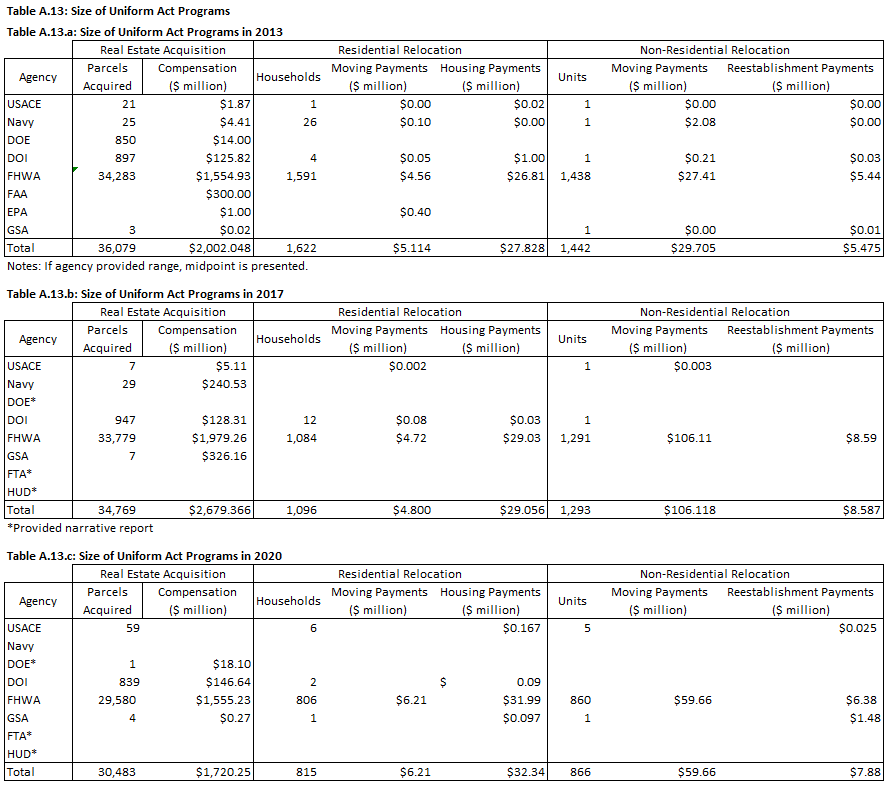 Table A.13: Size of Uniform Act Programs
Table A.13.a: Size of Uniform Act Programs in 2013
Real Estate Acquisition Residential Relocation Non-Residential Relocation
Agency Parcels Acquired Compensation ($ million) Households Moving Payments ($ million) Housing Payments ($ million) Units Moving Payments ($ million) Reestablishment Payments ($ million)
USACE 21 $1.87 1 $0.00 $0.02 1 $0.00 $0.00
Navy 25 $4.41 26 $0.10 $0.00 1 $2.08 $0.00
DOE 850 $14.00
DOI 897 $125.82 4 $0.05 $1.00 1 $0.21 $0.03
FHWA 34,283 $1,554.93 1,591 $4.56 $26.81 1,438 $27.41 $5.44
FAA $300.00
EPA $1.00 $0.40
GSA 3 $0.02 1 $0.00 $0.01
Total 36,079 $2,002.048 1,622 $5.114 $27.828 1,442 $29.705 $5.475
Notes: If agency provided range, midpoint is presented.
Table A.13.b: Size of Uniform Act Programs in 2017
Real Estate Acquisition Residential Relocation Non-Residential Relocation
Agency Parcels Acquired Compensation ($ million) Households Moving Payments ($ million) Housing Payments ($ million) Units Moving Payments ($ million) Reestablishment Payments ($ million)
USACE 7 $5.11 $0.002 1 $0.003
Navy 29 $240.53
DOE*
DOI 947 $128.31 12 $0.08 $0.03 1
FHWA 33,779 $1,979.26 1,084 $4.72 $29.03 1,291 $106.11 $8.59
GSA 7 $326.16
FTA*
HUD*
Total 34,769 $2,679.366 1,096 $4.800 $29.056 1,293 $106.118 $8.587
*Provided narrative report
Table A.13.c: Size of Uniform Act Programs in 2020
Real Estate Acquisition Residential Relocation Non-Residential Relocation
Agency Parcels Acquired Compensation ($ million) Households Moving Payments ($ million) Housing Payments ($ million) Units Moving Payments ($ million) Reestablishment Payments ($ million)
USACE 59 6 $0.167 5 $0.025
Navy
DOE* 1 $18.10
DOI 839 $146.64 2 $ 0.09
FHWA 29,580 $1,555.23 806 $6.21 $31.99 860 $59.66 $6.38
GSA 4 $0.27 1 $0.097 1 $1.48
FTA*
HUD*
Total 30,483 $1,720.25 815 $6.21 $32.34 866 $59.66 $7.88